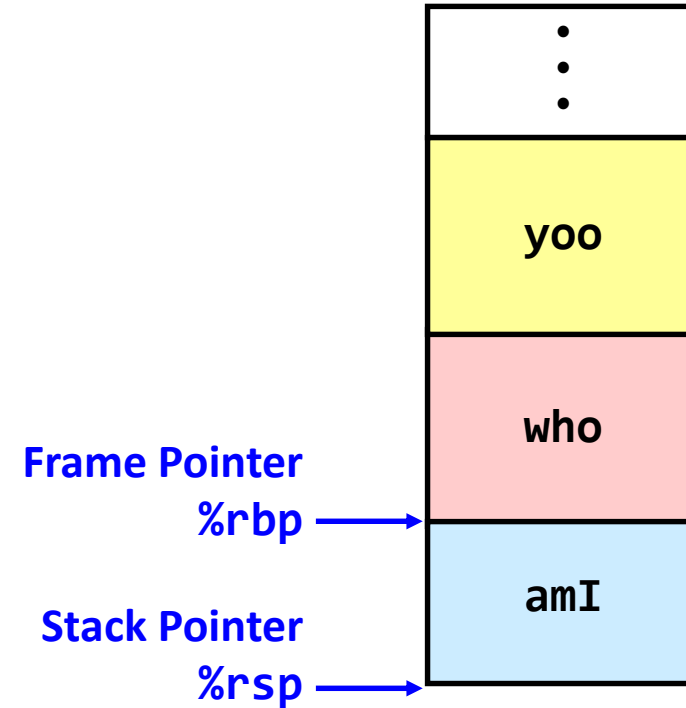 yoo
who
Frame Pointer
%rbp
amI
Stack Pointer
%rsp